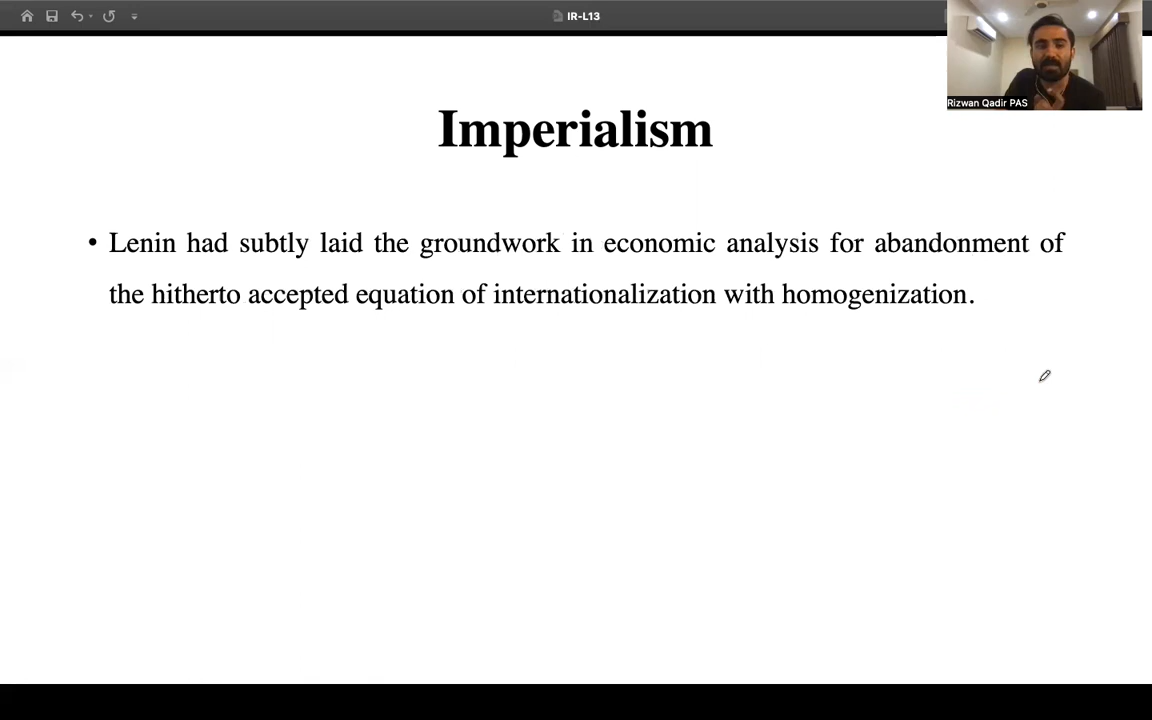 IR-L13
Rizwan Qadir PAS
Imperialism
• Lenin had subtly laid the groundwork in economic analysis for abandonment of
the hitherto accepted equation of internationalization with homogenization.